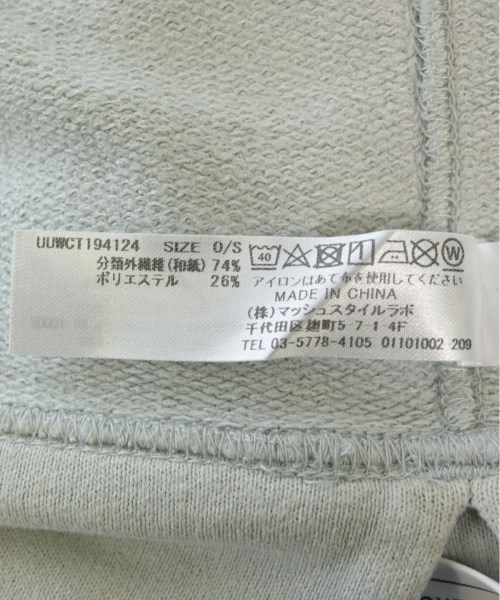 UUWCT194124 SIZE O/S
40
W
分類外繊維(和紙) 74%
ポリエステル 26%
アイロンはあて布を使用してください
MADE IN CHINA
(株)マッシュスタイルラボ
千代田区麹町5-7-1-4F
TEL 03-5778-4105 01101002 209